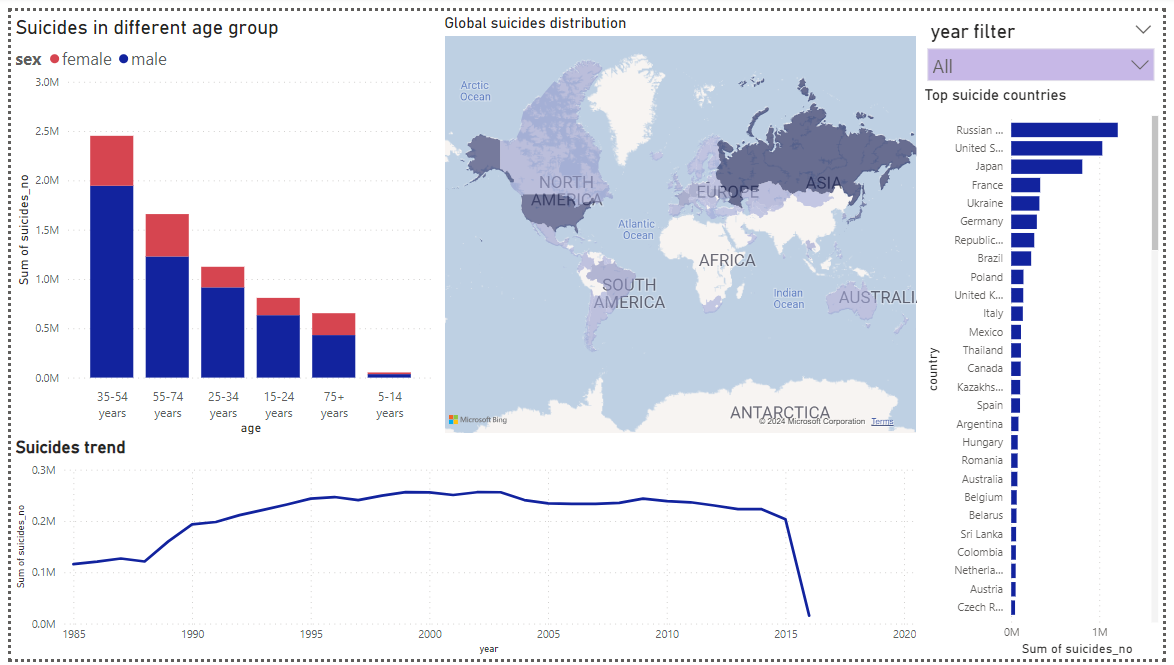 Suicides in different age group
sex female male
3.0M
2.5M
2.0M
1.5M
1.0M
0.5M
0.0M
Sum of suicides_no
35-54 years
55-74 years
25-34 years
15-24 years
75+ years
5-14 years
age
Global suicides distribution
Arctic Ocean
NORTH AMERICA
EUROPE
ASIA
Atlantic Ocean
AFRICA
SOUTH AMERICA
Indian Ocean
AUSTRALI
ANTARCTICA
Microsoft Bing
© 2024 Microsoft Corporation Terms
year filter
All
Top suicide countries
country
Russian ...
United S...
Japan
France
Ukraine
Germany
Republic...
Brazil
Poland
United K...
Italy
Mexico
Thailand
Canada
Kazakhs...
Spain
Argentina
Hungary
Romania
Australia
Belgium
Belarus
Sri Lanka
Colombia
Netherla...
Austria
Czech R...
0M 1M
Sum of suicides_no
Suicides trend
0.3M
0.2M
0.1M
0.0M
Sum of suicides_no
1985 1990 1995 2000 2005 2010 2015 2020
year